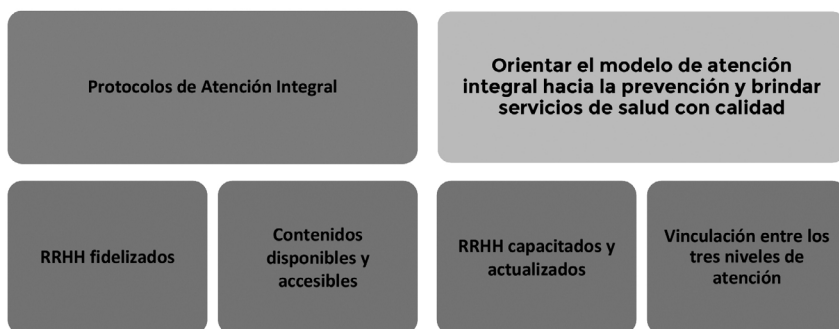 Protocolos de Atención Integral
Orientar el modelo de atención
integral hacia la prevención y brindar
servicios de salud con calidad
RRHH fidelizados
Contenidos
disponibles y
accesibles
RRHH capacitados y
actualizados
Vinculación entre los
tres niveles de
atención